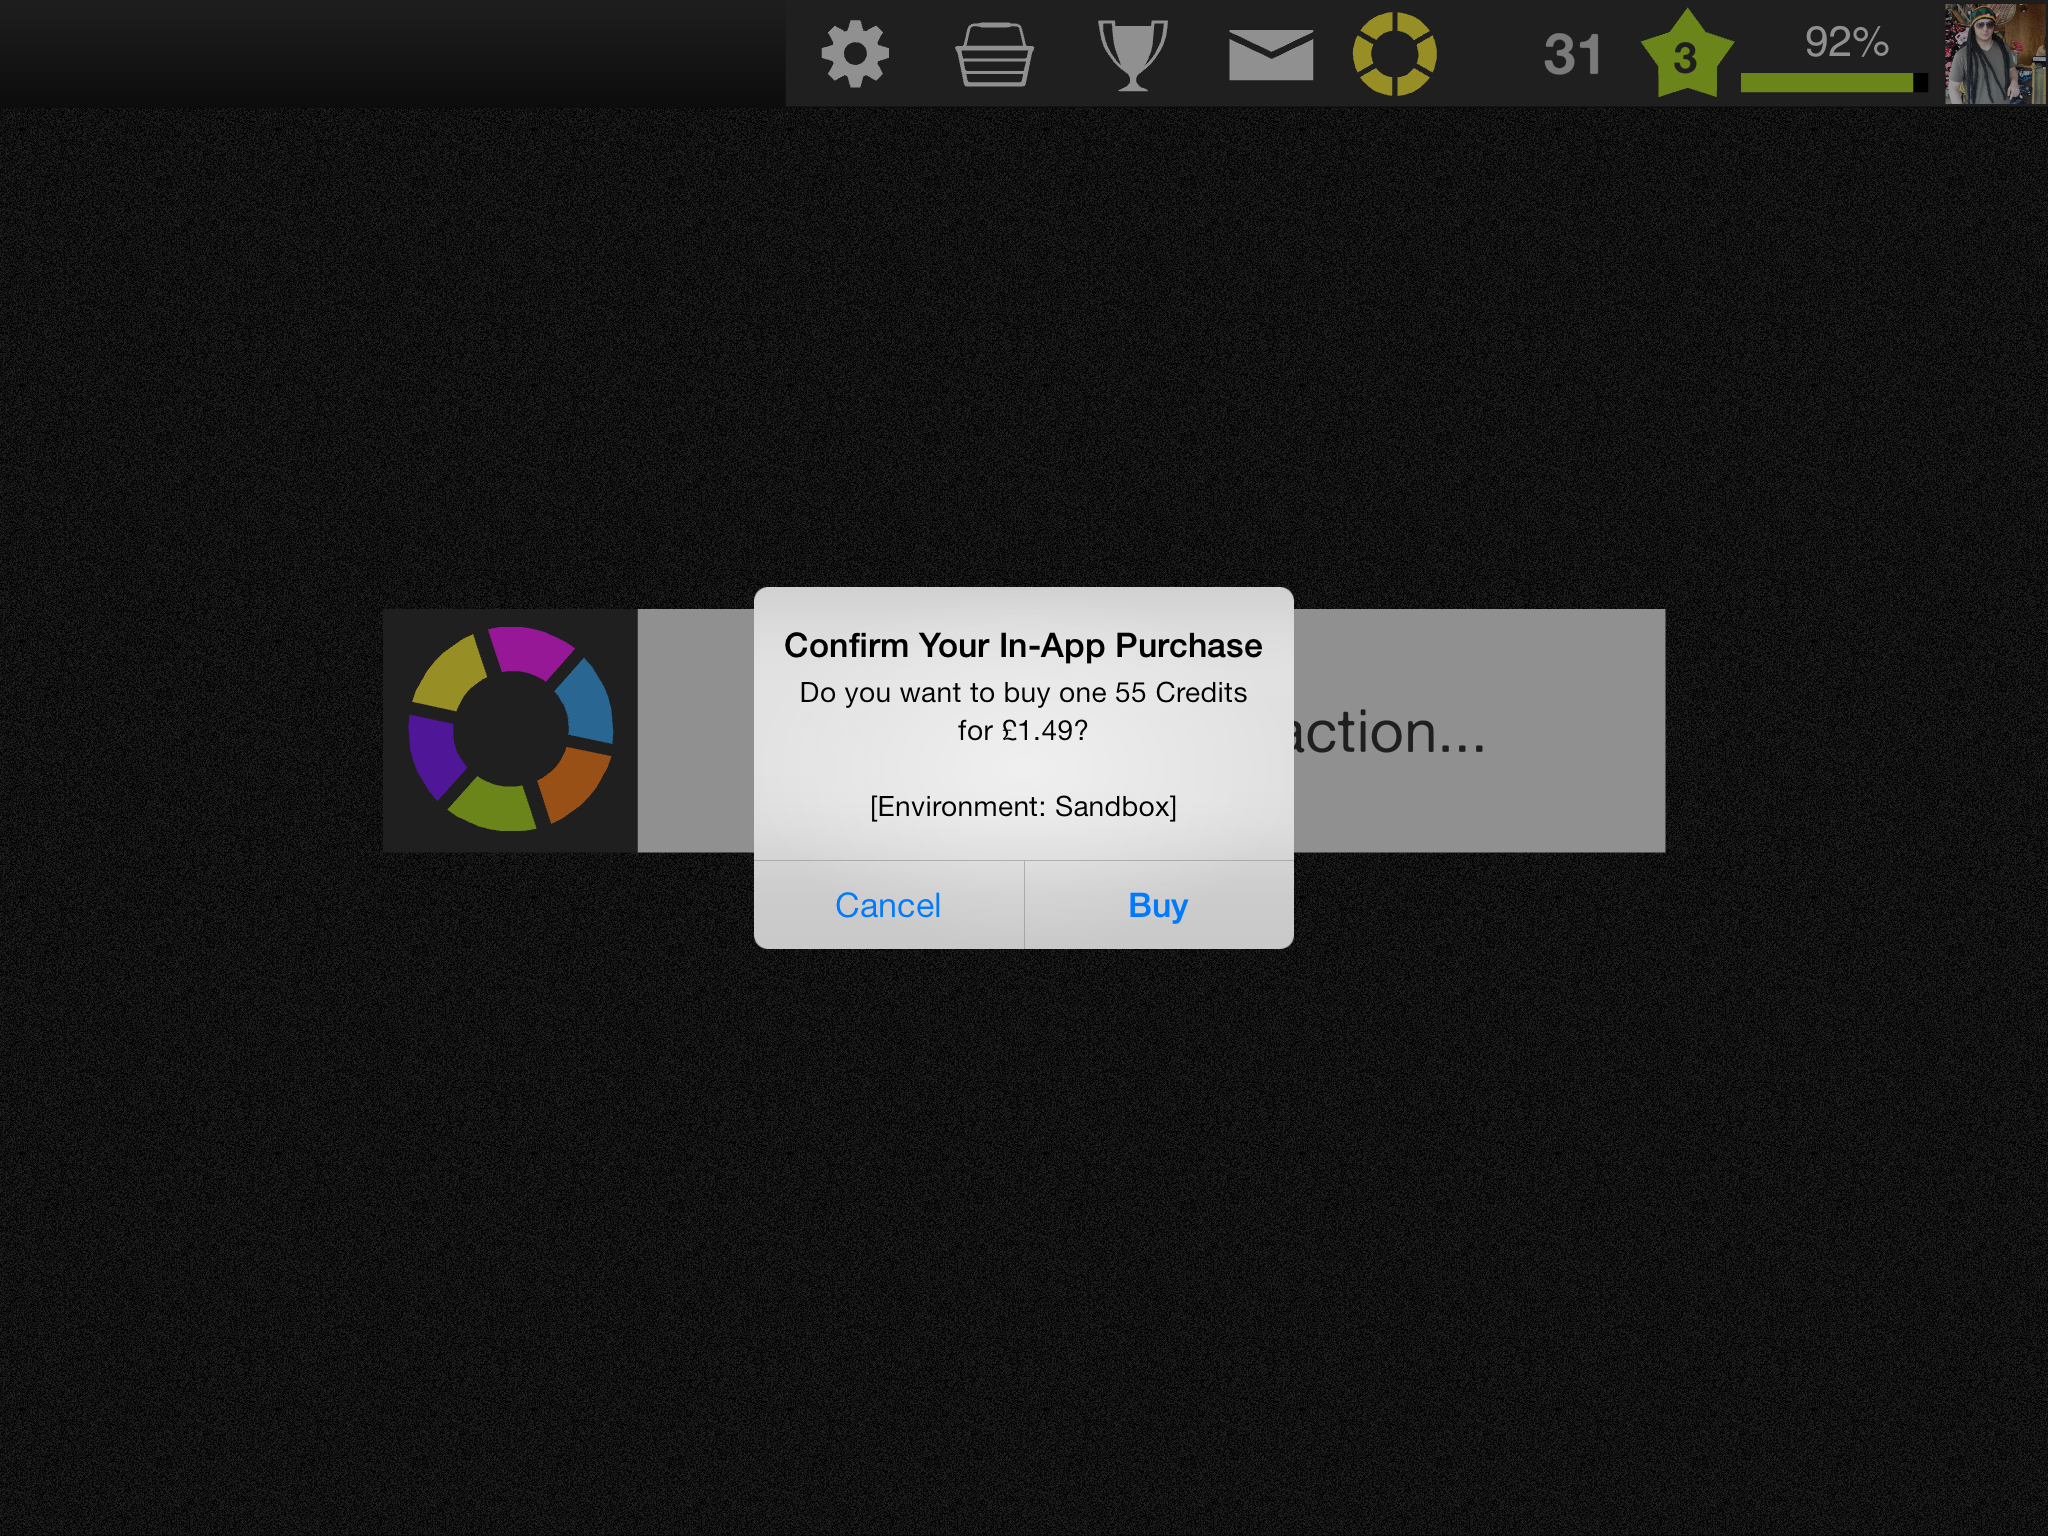 31
3
92%
Confirm Your In-App Purchase
Do you want to buy one 55 Credits
for £1.49?
action...
[Environment: Sandbox]
Cancel
Buy